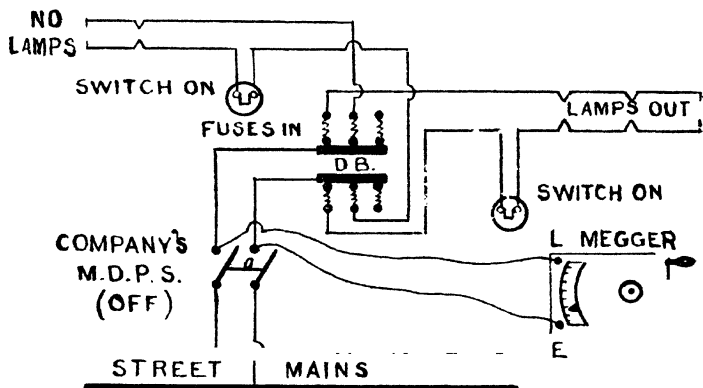 NO
LAMPS
SWITCH ON
FUSES IN
LAMPS OUT
D.B.
SWITCH ON
COMPANY'S
M.D.P.S.
(OFF)
a
L MEGGER
E
STREET MAINS